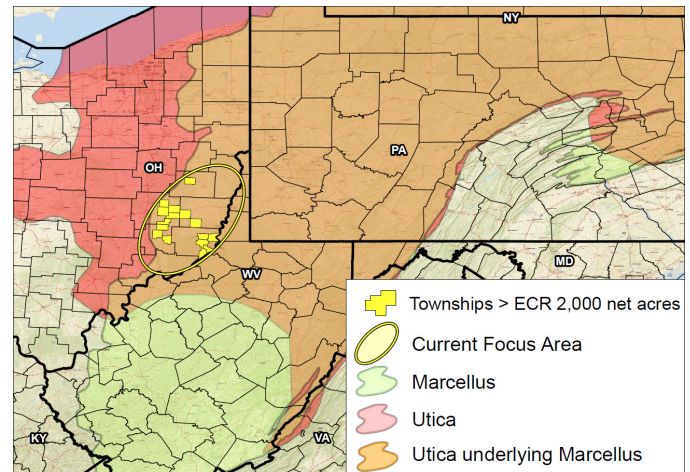 NY
OH
PA
WV
MD
KY
VA
Townships > ECR 2,000 net acres
Current Focus Area
Marcellus
Utica
Utica underlying Marcellus